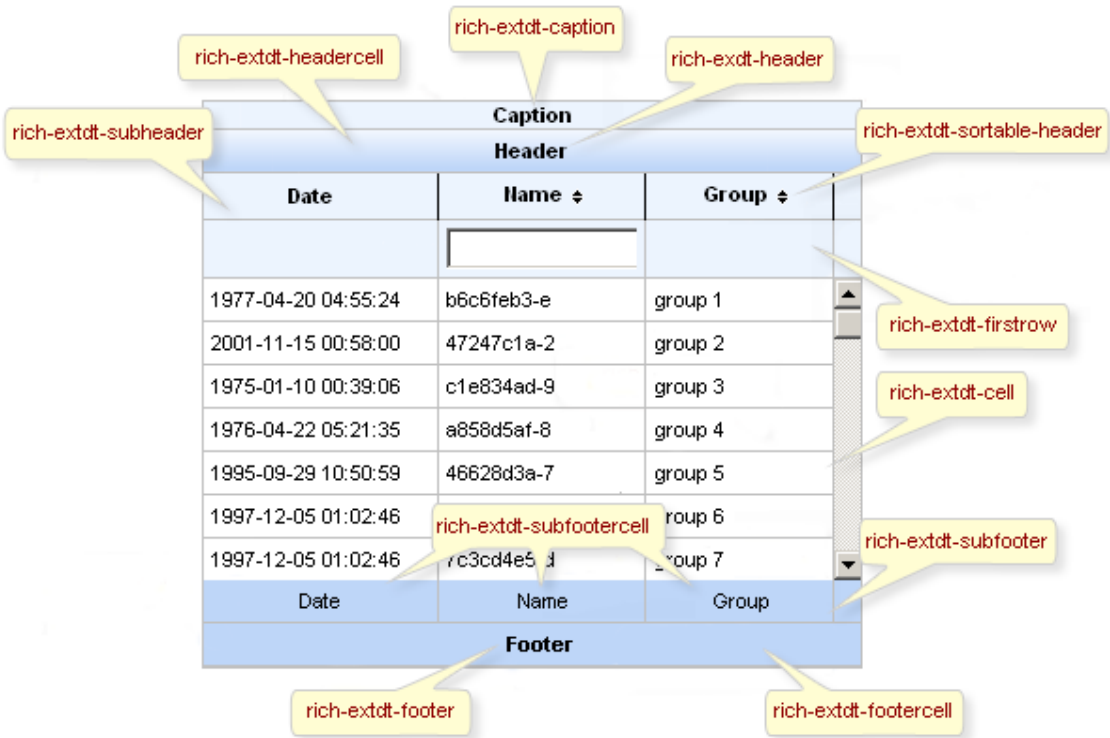 rich-extdt-caption
rich-extdt-headercell
rich-exdt-header
rich-extdt-subheader
Caption
rich-extdt-sortable-header
Header
Date Name Group
1977-04-20 04:55:24 b6c6feb3-e group 1
rich-extdt-firstrow
2001-11-15 00:58:00 47247c1a-2 group 2
1975-01-10 00:39:06 c1e834ad-9 group 3
rich-extdt-cell
1976-04-22 05:21:35 a858d5af-8 group 4
1995-09-29 10:50:59 46628d3a-7 group 5
1997-12-05 01:02:46 group 6
rich-extdt-subfootercell
rich-extdt-subfooter
1997-12-05 01:02:46 group 7
Date Name Group
Footer
rich-extdt-footer
rich-extdt-footercell